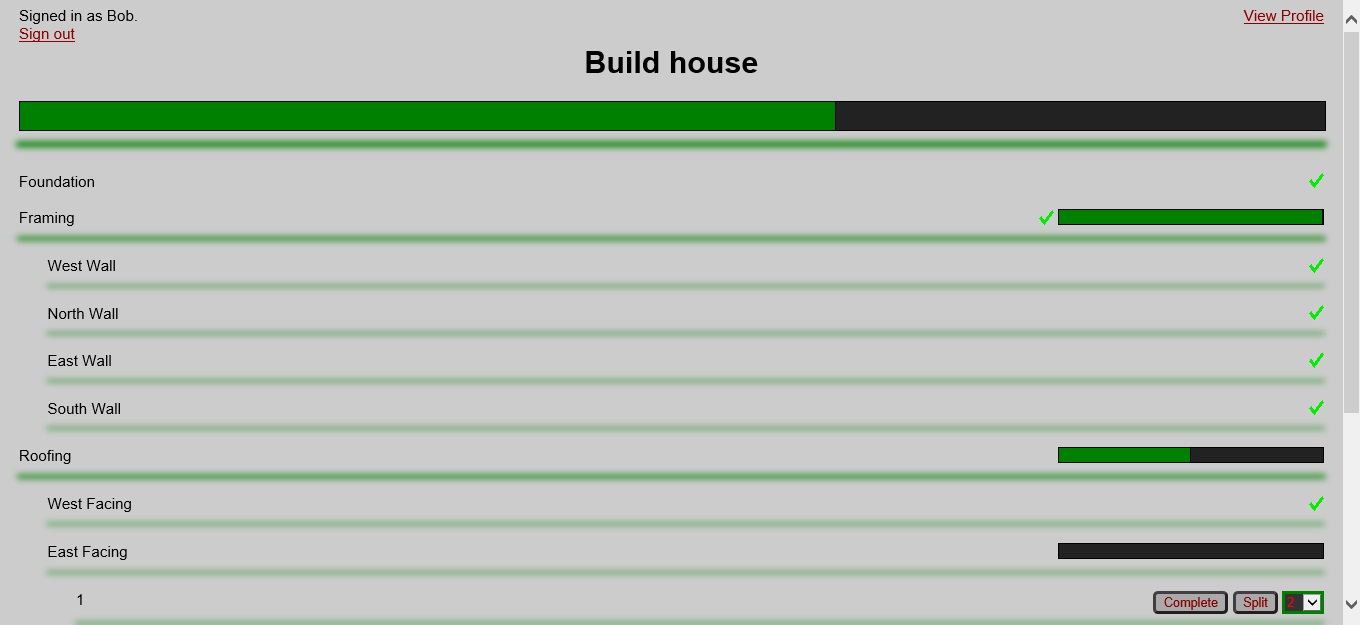 Signed in as Bob.
View Profile
Sign out
Build house
Foundation
Framing
West Wall
North Wall
East Wall
South Wall
Roofing
West Facing
East Facing
1 Complete Split 2